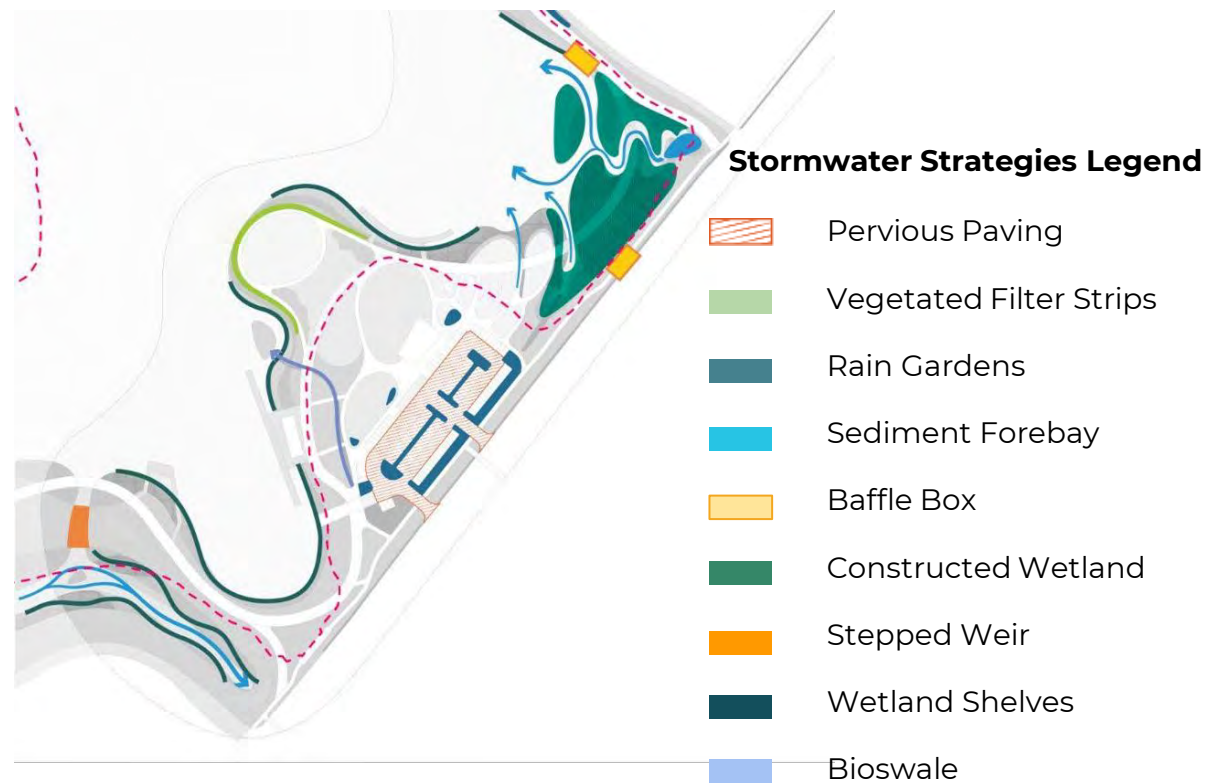 Stormwater Strategies Legend
Pervious Paving
Vegetated Filter Strips
Rain Gardens
Sediment Forebay
Baffle Box
Constructed Wetland
Stepped Weir
Wetland Shelves
Bioswale